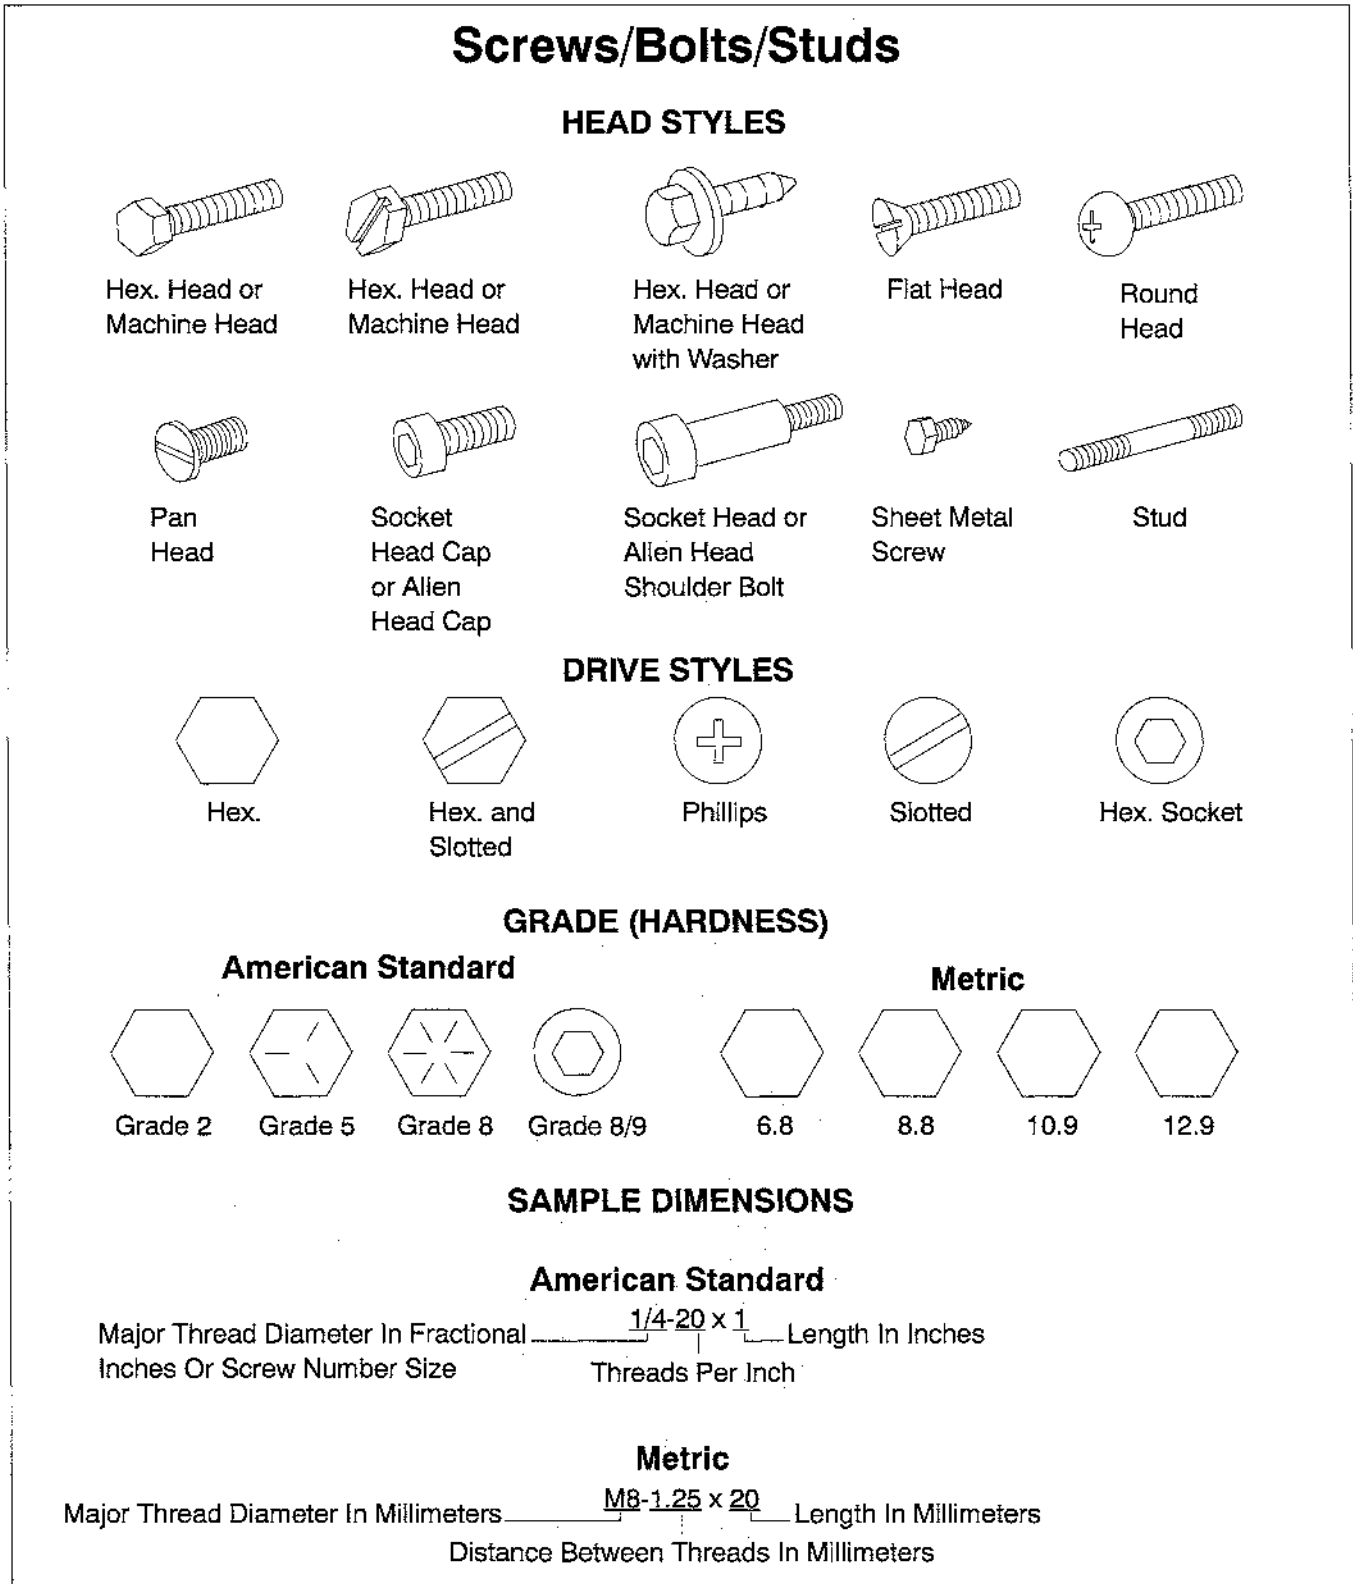 Screws/Bolts/Studs
HEAD STYLES
Hex. Head or
Machine Head
Hex. Head or
Machine Head
Hex. Head or
Machine Head
with Washer
Flat Head
Round
Head
Pan
Head
Socket
Head Cap
or Allen
Head Cap
Socket Head or
Allen Head
Shoulder Bolt
Sheet Metal
Screw
Stud
DRIVE STYLES
Hex.
Hex. and
Slotted
Phillips
Slotted
Hex. Socket
GRADE (HARDNESS)
American Standard
Grade 2
Grade 5
Grade 8
Grade 8/9
Metric
6.8
8.8
10.9
12.9
SAMPLE DIMENSIONS
American Standard
1/4-20 x 1
Major Thread Diameter In Fractional
Inches Or Screw Number Size
Length In Inches
Threads Per Inch
Metric
M8-1.25 x 20
Major Thread Diameter In Millimeters
Length In Millimeters
Distance Between Threads In Millimeters